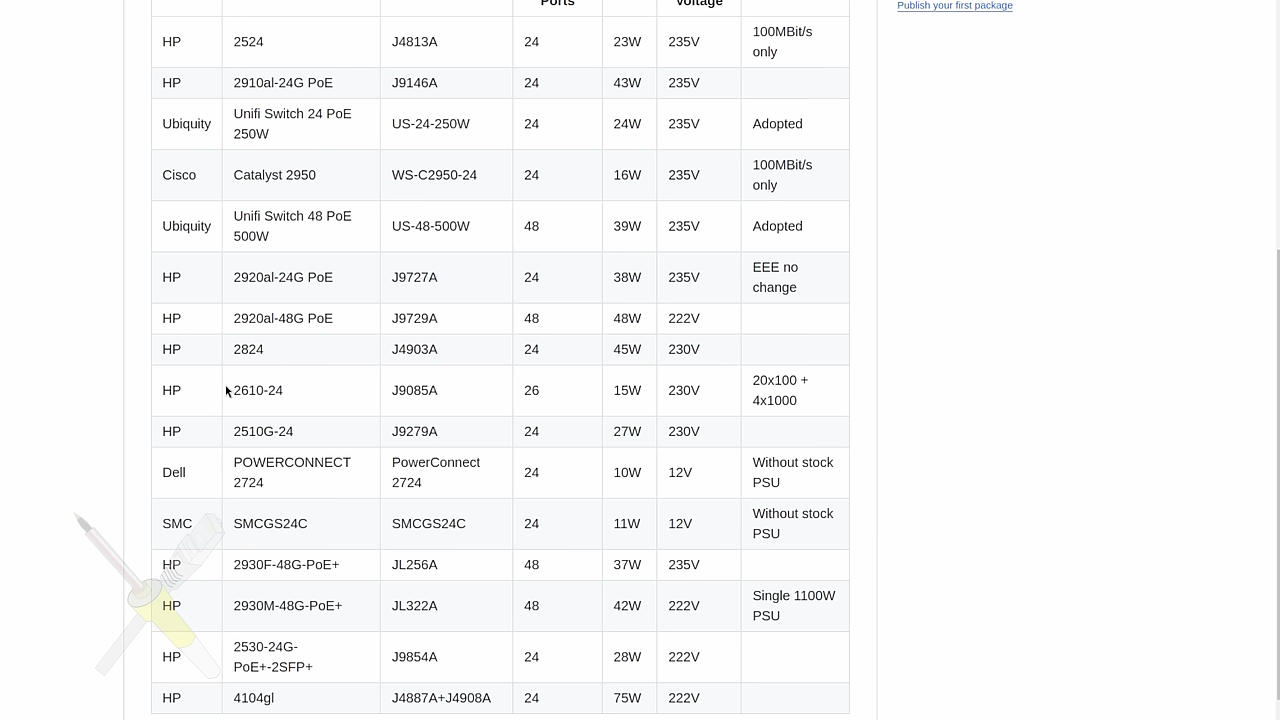 Ports Voltage
Publish your first package
HP 2524 J4813A 24 23W 235V 100MBit/s only
HP 2910al-24G PoE J9146A 24 43W 235V
Ubiquity Unifi Switch 24 PoE 250W US-24-250W 24 24W 235V Adopted
Cisco Catalyst 2950 WS-C2950-24 24 16W 235V 100MBit/s only
Ubiquity Unifi Switch 48 PoE 500W US-48-500W 48 39W 235V Adopted
HP 2920al-24G PoE J9727A 24 38W 235V EEE no change
HP 2920al-48G PoE J9729A 48 48W 222V
HP 2824 J4903A 24 45W 230V
HP 2610-24 J9085A 26 15W 230V 20x100 + 4x1000
HP 2510G-24 J9279A 24 27W 230V
Dell POWERCONNECT 2724 PowerConnect 2724 24 10W 12V Without stock PSU
SMC SMCGS24C SMCGS24C 24 11W 12V Without stock PSU
HP 2930F-48G-PoE+ JL256A 48 37W 235V
HP 2930M-48G-PoE+ JL322A 48 42W 222V Single 1100W PSU
HP 2530-24G-PoE+-2SFP+ J9854A 24 28W 222V
HP 4104gl J4887A+J4908A 24 75W 222V